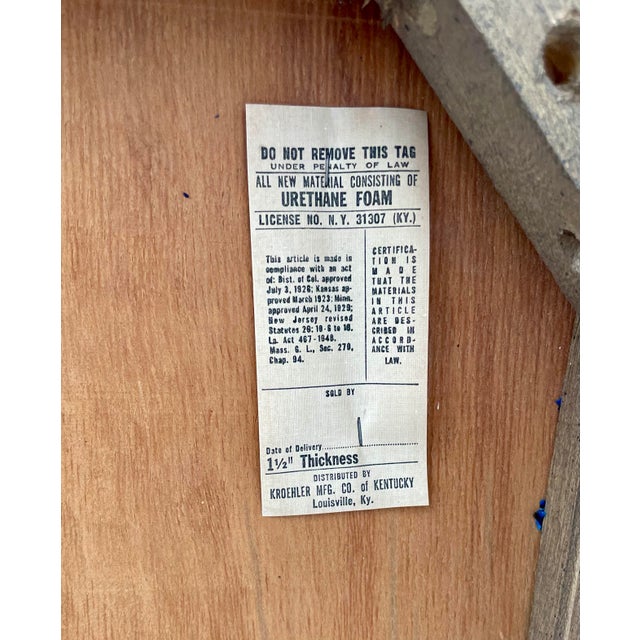 DO NOT REMOVE THIS TAG
UNDER PENALTY OF LAW
ALL NEW MATERIAL CONSISTING OF
URETHANE FOAM
LICENSE NO. N.Y. 31307 (KY.)
This article is made in
compliance with an act
of: Dist. of Col. approved
July 3, 1926; Kansas ap-
proved March 1923; Minn.
approved April 24, 1929;
New Jersey revised
Statutes 26: 10-6 to 18.
La. Act 467-1948.
Mass. G. L., Sec. 270,
Chap. 94.
CERTIFICA-
TION IS
MADE
THAT THE
MATERIALS
IN THIS
ARTICLE
ARE DES-
CRIBED IN
ACCORD-
ANCE WITH
LAW.
SOLD BY
Date of Delivery
1½" Thickness
DISTRIBUTED BY
KROEHLER MFG. CO. of KENTUCKY
Louisville, Ky.